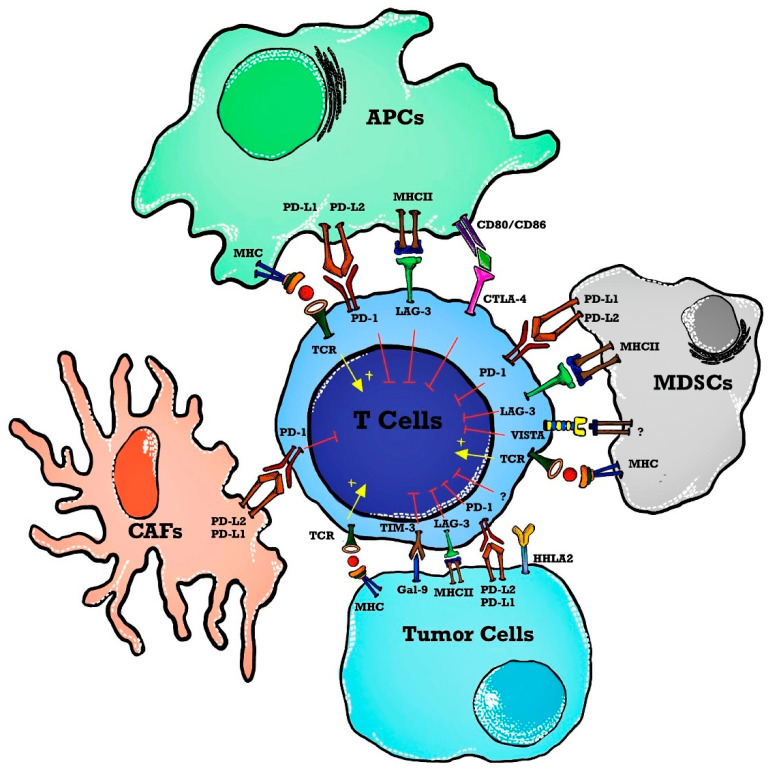 APCs
PD-L1 PD-L2
MHCII
CD80/CD86
MHC
CTLA-4
LAG-3
PD-1
TCR
+
PD-L1
PD-L2
MHCII
MDSCs
PD-1
LAG-3
VISTA
?
+
TCR
MHC
T Cells
PD-1
PD-L2
PD-L1
CAFs
+
TCR
MHC
TIM-3
LAG-3
PD-1
?
Gal-9
MHCII
PD-L2
PD-L1
HHLA2
Tumor Cells